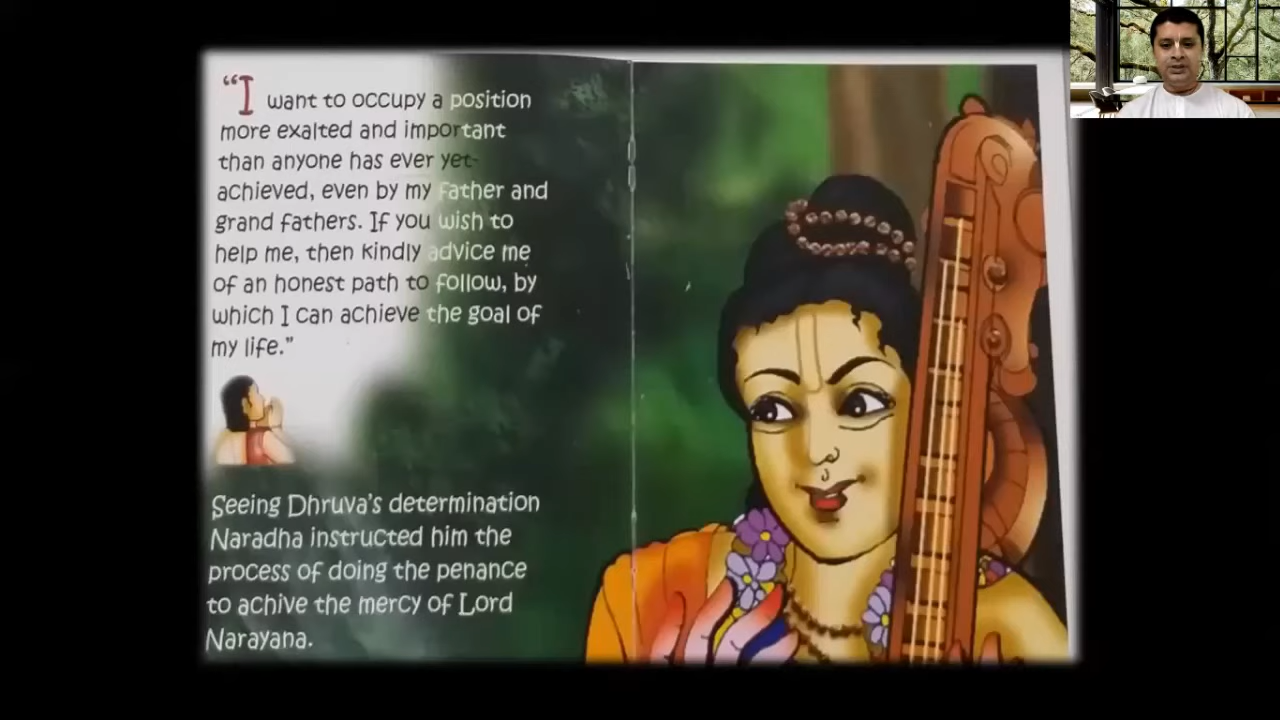 “I want to occupy a position
more exalted and important
than anyone has ever yet-
achieved, even by my father and
grand fathers. If you wish to
help me, then kindly advice me
of an honest path to follow, by
which I can achieve the goal of
my life.”
Seeing Dhruva's determination
Naradha instructed him the
process of doing the penance
to achive the mercy of Lord
Narayana.